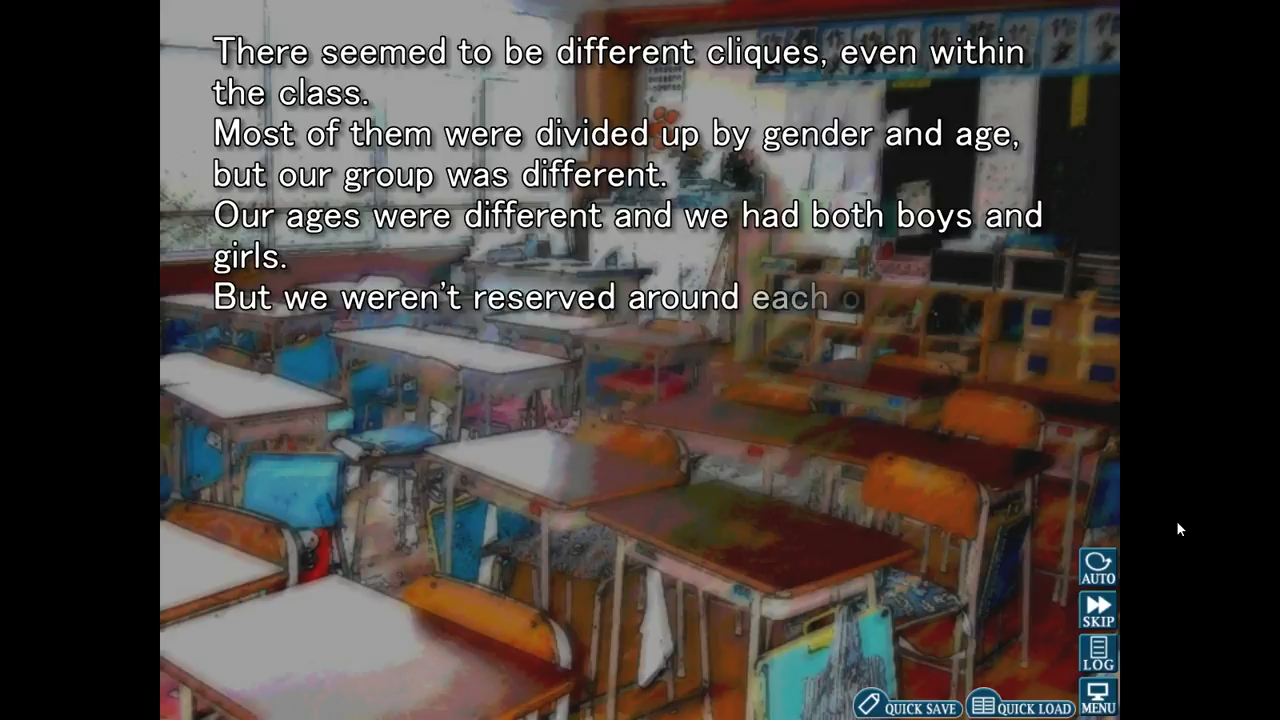 There seemed to be different cliques, even within
the class.
Most of them were divided up by gender and age,
but our group was different.
Our ages were different and we had both boys and
girls.
But we weren't reserved around each o
AUTO
SKIP
LOG
MENU
QUICK SAVE
QUICK LOAD